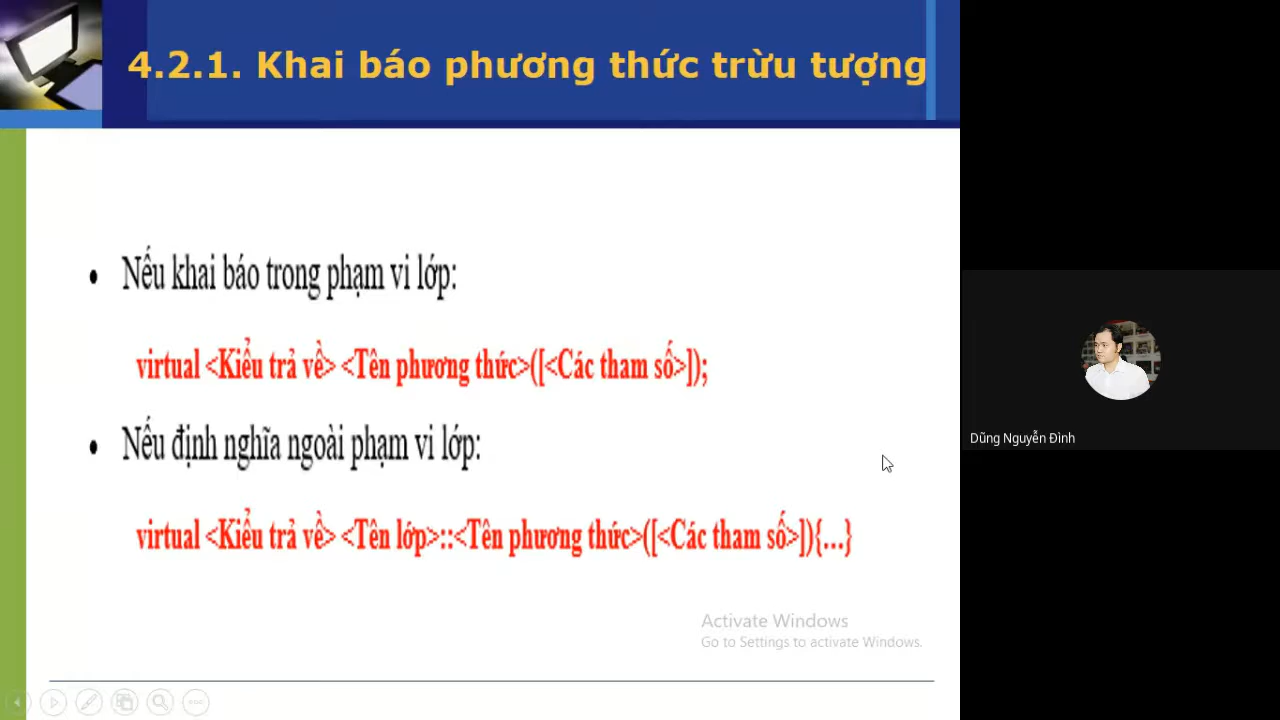 4.2.1. Khai báo phương thức trừu tượng
• Nếu khai báo trong phạm vi lớp:
virtual <Kiểu trả về> <Tên phương thức>([<Các tham số>]);
• Nếu định nghĩa ngoài phạm vi lớp:
virtual <Kiểu trả về> <Tên lớp>::<Tên phương thức>([<Các tham số>]){...}
Activate Windows
Go to Settings to activate Windows.
Dũng Nguyễn Đình